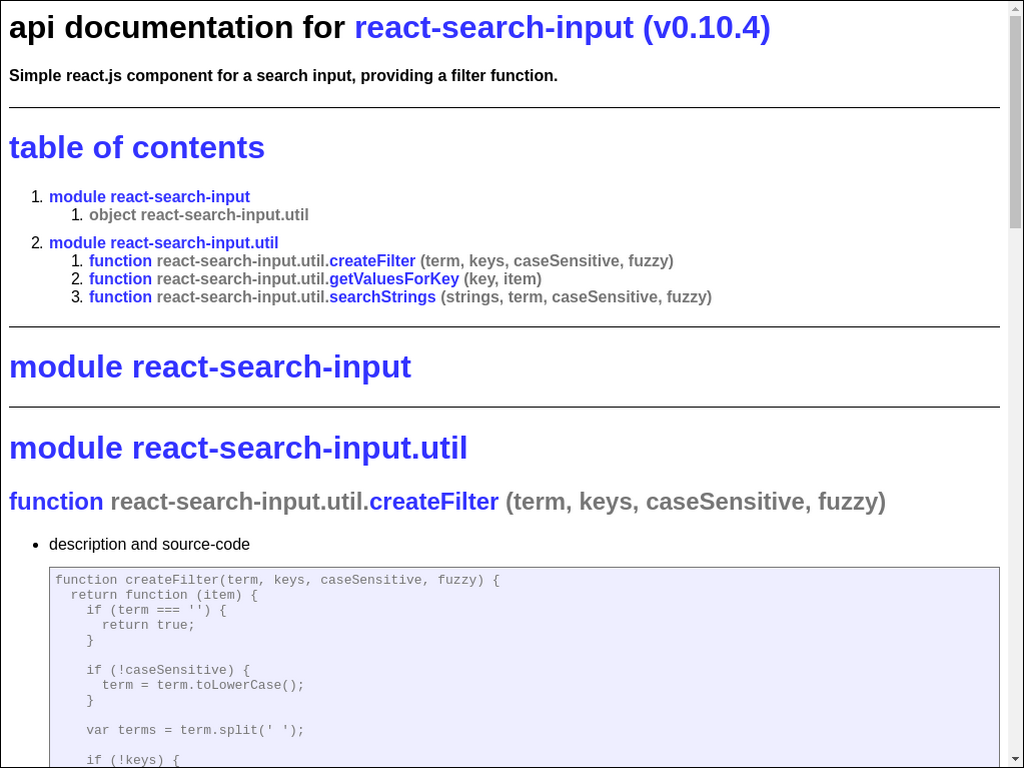 api documentation for react-search-input (v0.10.4)
Simple react.js component for a search input, providing a filter function.
table of contents
1. module react-search-input
1. object react-search-input.util
2. module react-search-input.util
1. function react-search-input.util.createFilter (term, keys, caseSensitive, fuzzy)
2. function react-search-input.util.getValuesForKey (key, item)
3. function react-search-input.util.searchStrings (strings, term, caseSensitive, fuzzy)
module react-search-input
module react-search-input.util
function react-search-input.util.createFilter (term, keys, caseSensitive, fuzzy)
• description and source-code
function createFilter(term, keys, caseSensitive, fuzzy) {
  return function (item) {
    if (term === '') {
      return true;
    }
    if (!caseSensitive) {
      term = term.toLowerCase();
    }
    var terms = term.split(' ');
    if (!keys) {